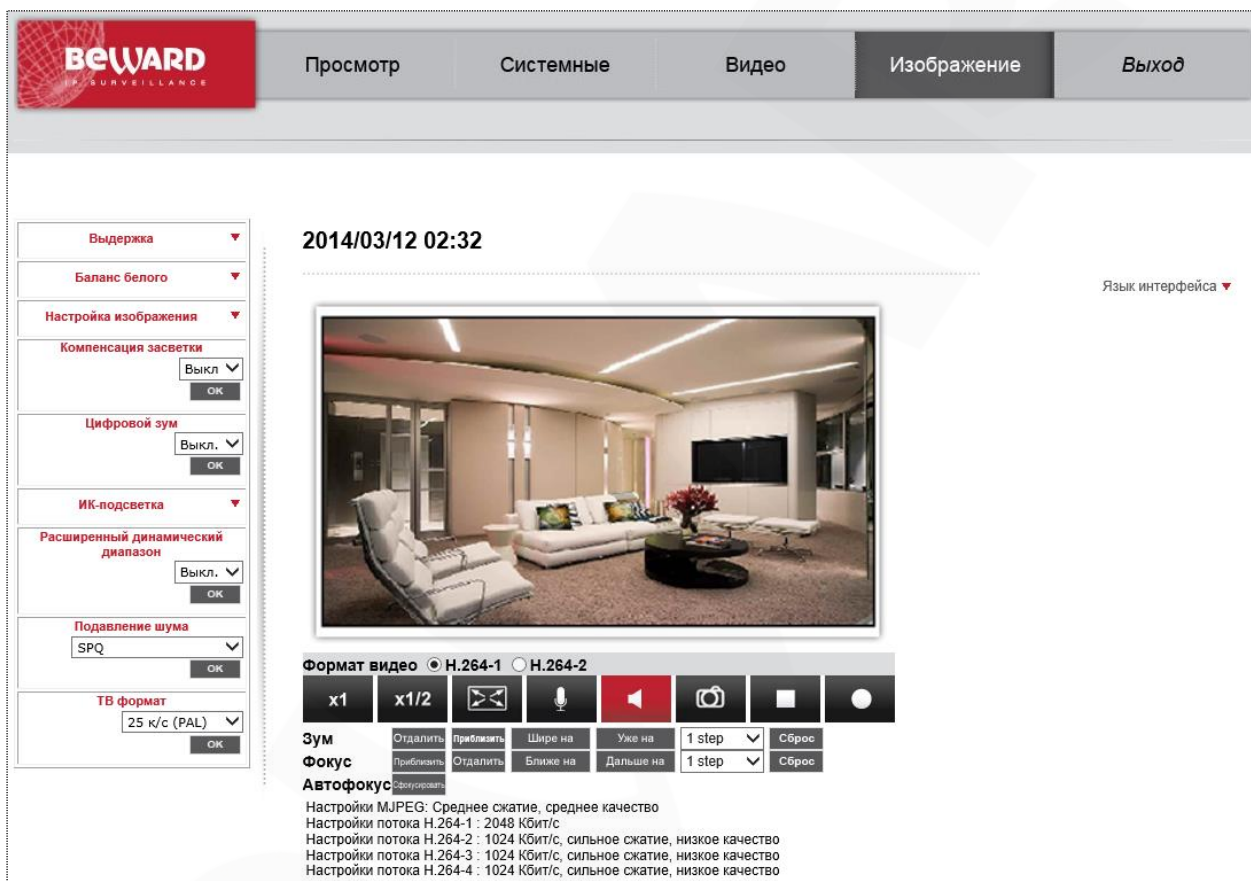 BEWARD
IP SURVEILLANCE
Просмотр
Системные
Видео
Изображение
Выход
Выдержка
Баланс белого
Настройка изображения
Компенсация засветки
Выкл
OK
Цифровой зум
Выкл.
OK
ИК-подсветка
Расширенный динамический
диапазон
Выкл.
OK
Подавление шума
SPQ
OK
ТВ формат
25 к/с (PAL)
OK
2014/03/12 02:32
Язык интерфейса
Формат видео H.264-1 H.264-2
x1 x1/2
Зум Отдалить Приблизить Шире на Уже на 1 step Сброс
Фокус Приблизить Отдалить Ближе на Дальше на 1 step Сброс
Автофокус Сфокусировать
Настройки MJPEG: Среднее сжатие, среднее качество
Настройки потока H.264-1 : 2048 Кбит/с
Настройки потока H.264-2 : 1024 Кбит/с, сильное сжатие, низкое качество
Настройки потока H.264-3 : 1024 Кбит/с, сильное сжатие, низкое качество
Настройки потока H.264-4 : 1024 Кбит/с, сильное сжатие, низкое качество